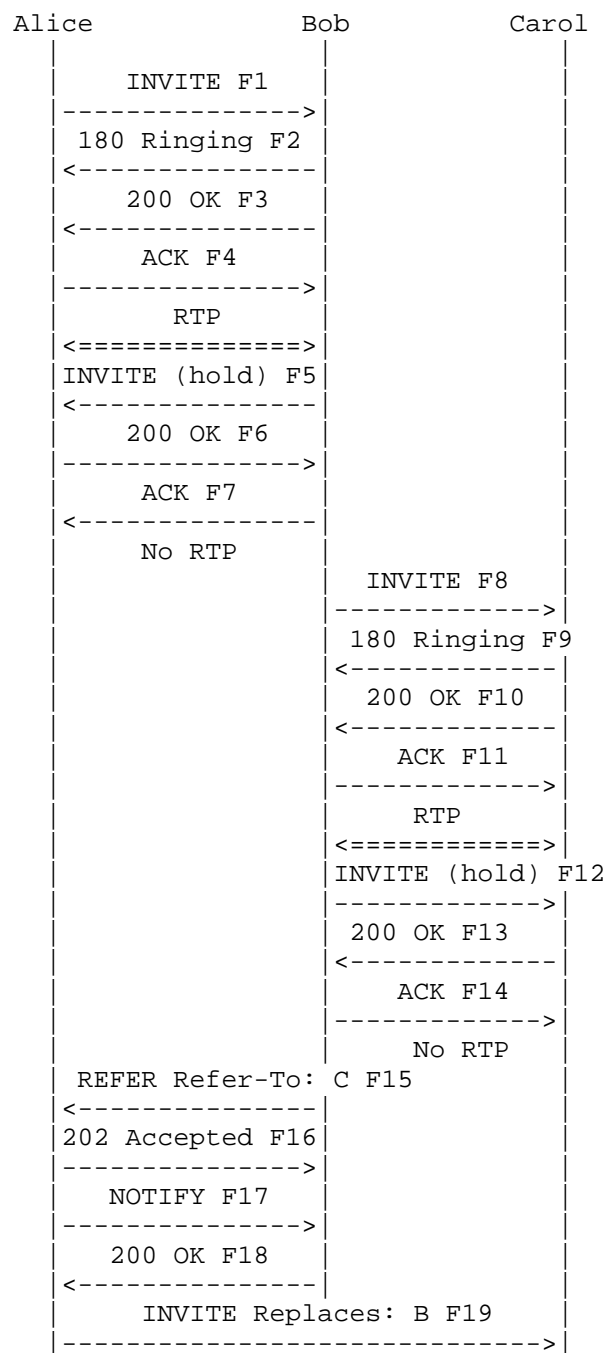 Alice Bob Carol
INVITE F1
180 Ringing F2
200 OK F3
ACK F4
RTP
INVITE (hold) F5
200 OK F6
ACK F7
No RTP
INVITE F8
180 Ringing F9
200 OK F10
ACK F11
RTP
INVITE (hold) F12
200 OK F13
ACK F14
No RTP
REFER Refer-To: C F15
202 Accepted F16
NOTIFY F17
200 OK F18
INVITE Replaces: B F19